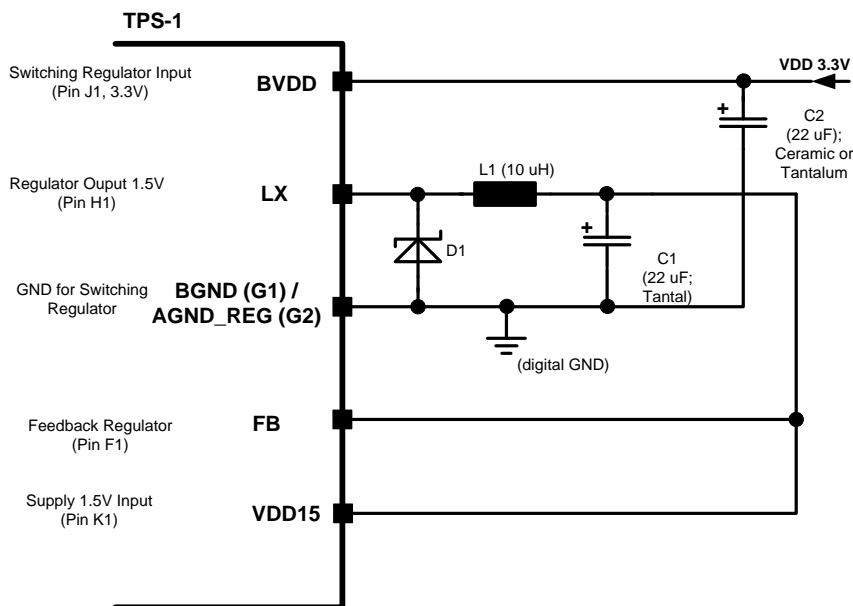 TPS-1
Switching Regulator Input
(Pin J1, 3.3V)
BVDD
VDD 3.3V
+
C2
(22 uF);
Ceramic or
Tantalum
Regulator Ouput 1.5V
(Pin H1)
LX
L1 (10 uH)
D1
+
C1
(22 uF;
Tantal)
GND for Switching
Regulator
BGND (G1) /
AGND_REG (G2)
(digital GND)
Feedback Regulator
(Pin F1)
FB
Supply 1.5V Input
(Pin K1)
VDD15